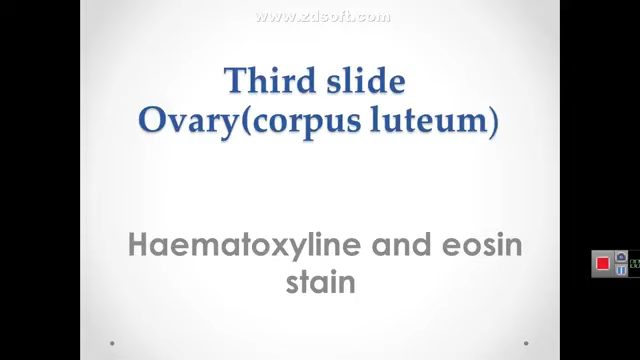 www.zdsoft.com
Third slide
Ovary(corpus luteum)
Haematoxyline and eosin
stain